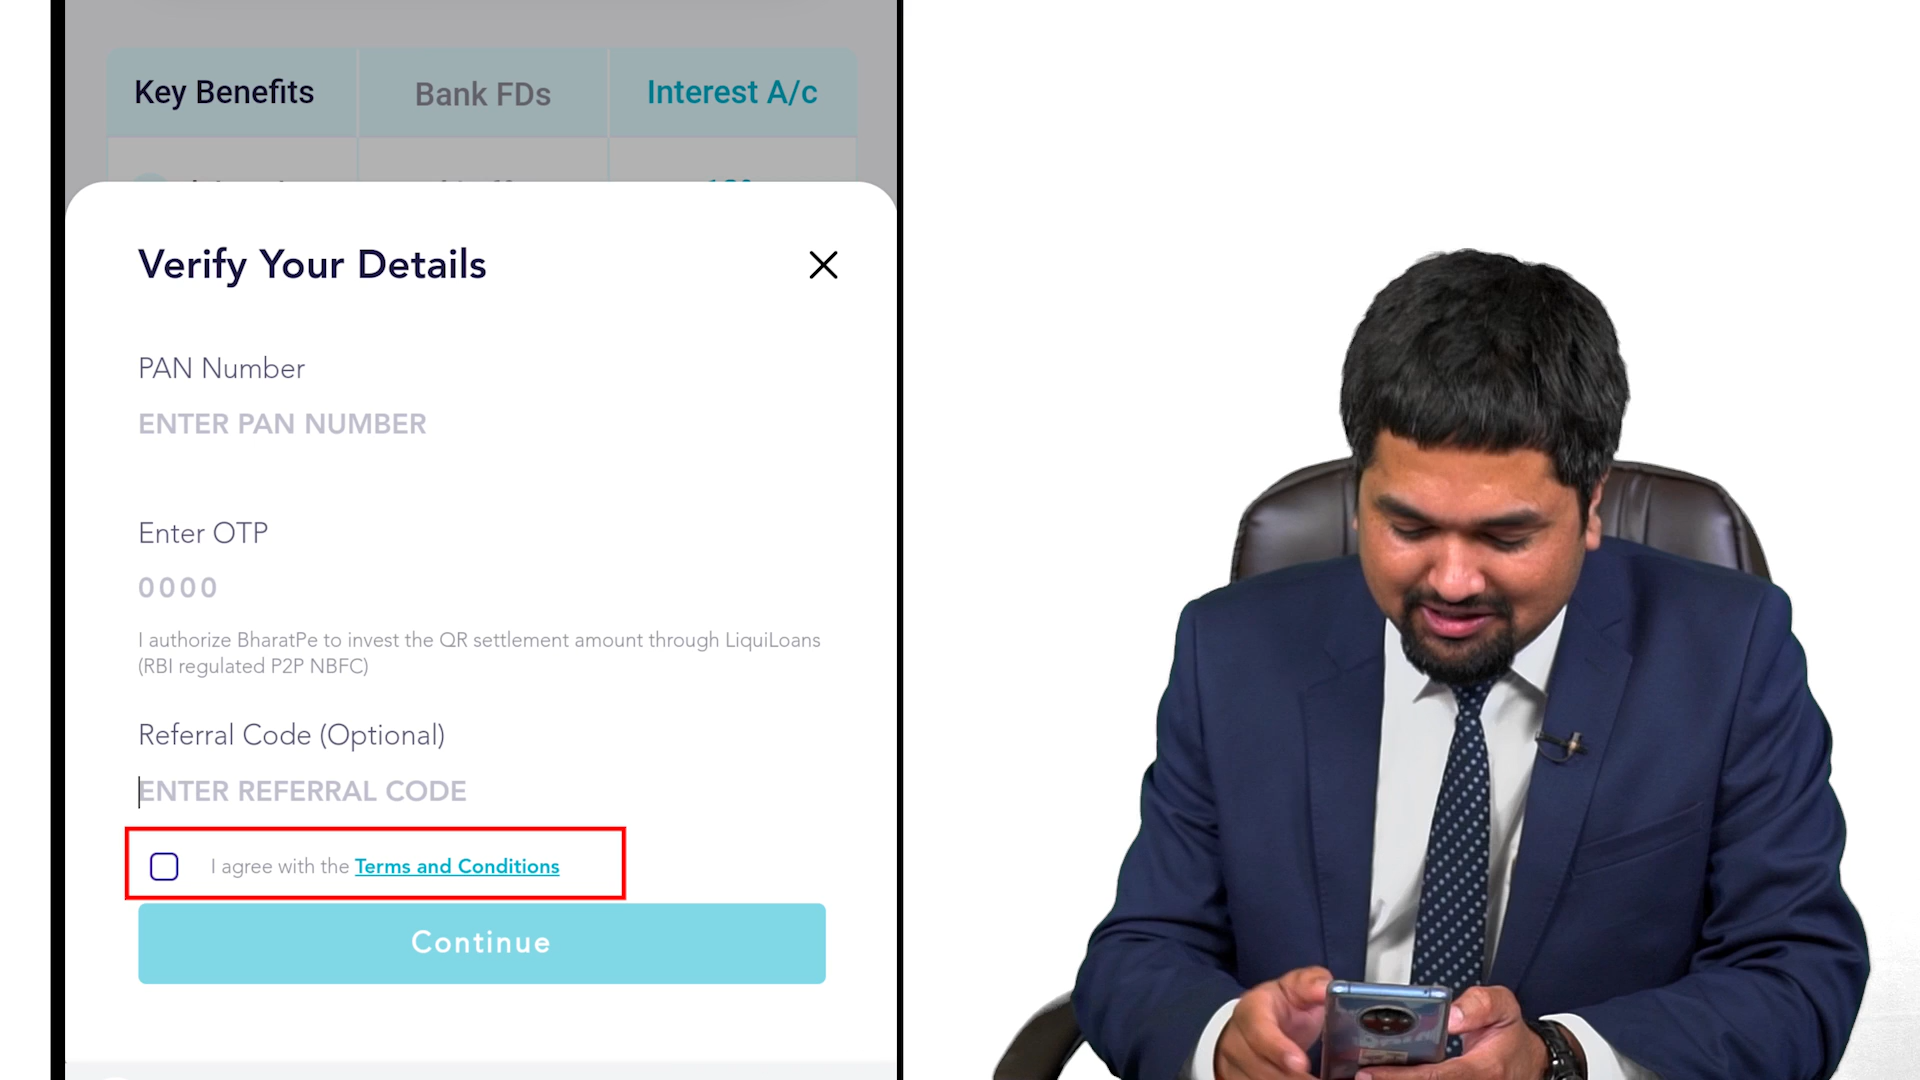 Key Benefits
Bank FDs
Interest A/c
Verify Your Details
PAN Number
ENTER PAN NUMBER
Enter OTP
0000
I authorize BharatPe to invest the QR settlement amount through LiquiLoans
(RBI regulated P2P NBFC)
Referral Code (Optional)
ENTER REFERRAL CODE
I agree with the Terms and Conditions
Continue